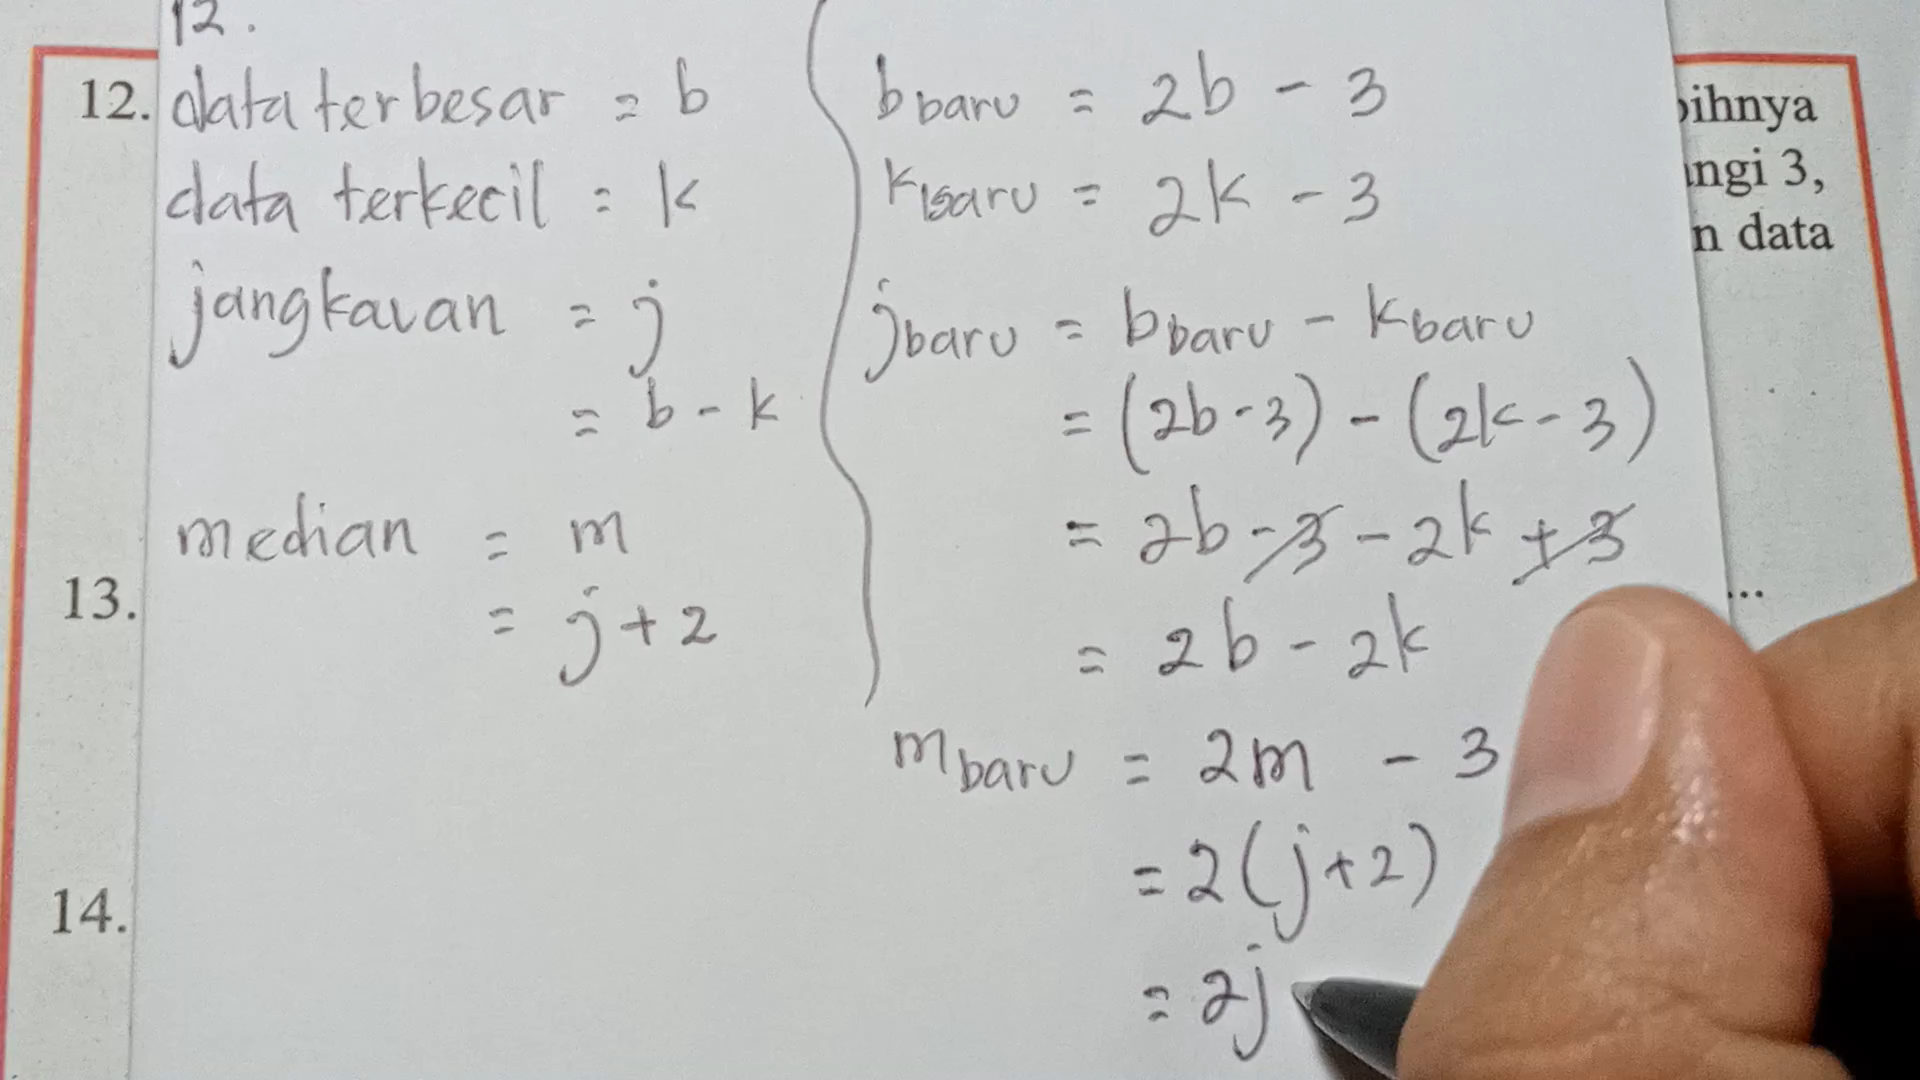 12.
12.
data terbesar = b
data terkecil = k
jangkauan = j
= b - k
median = m
= j + 2
13.
14.
b baru = 2b - 3
k baru = 2k - 3
j baru = b baru - k baru
= (2b - 3) - (2k - 3)
= 2b - 3 - 2k + 3
= 2b - 2k
m baru = 2m - 3
= 2(j+2)
= 2j
ihnya
ngi 3,
n data
...